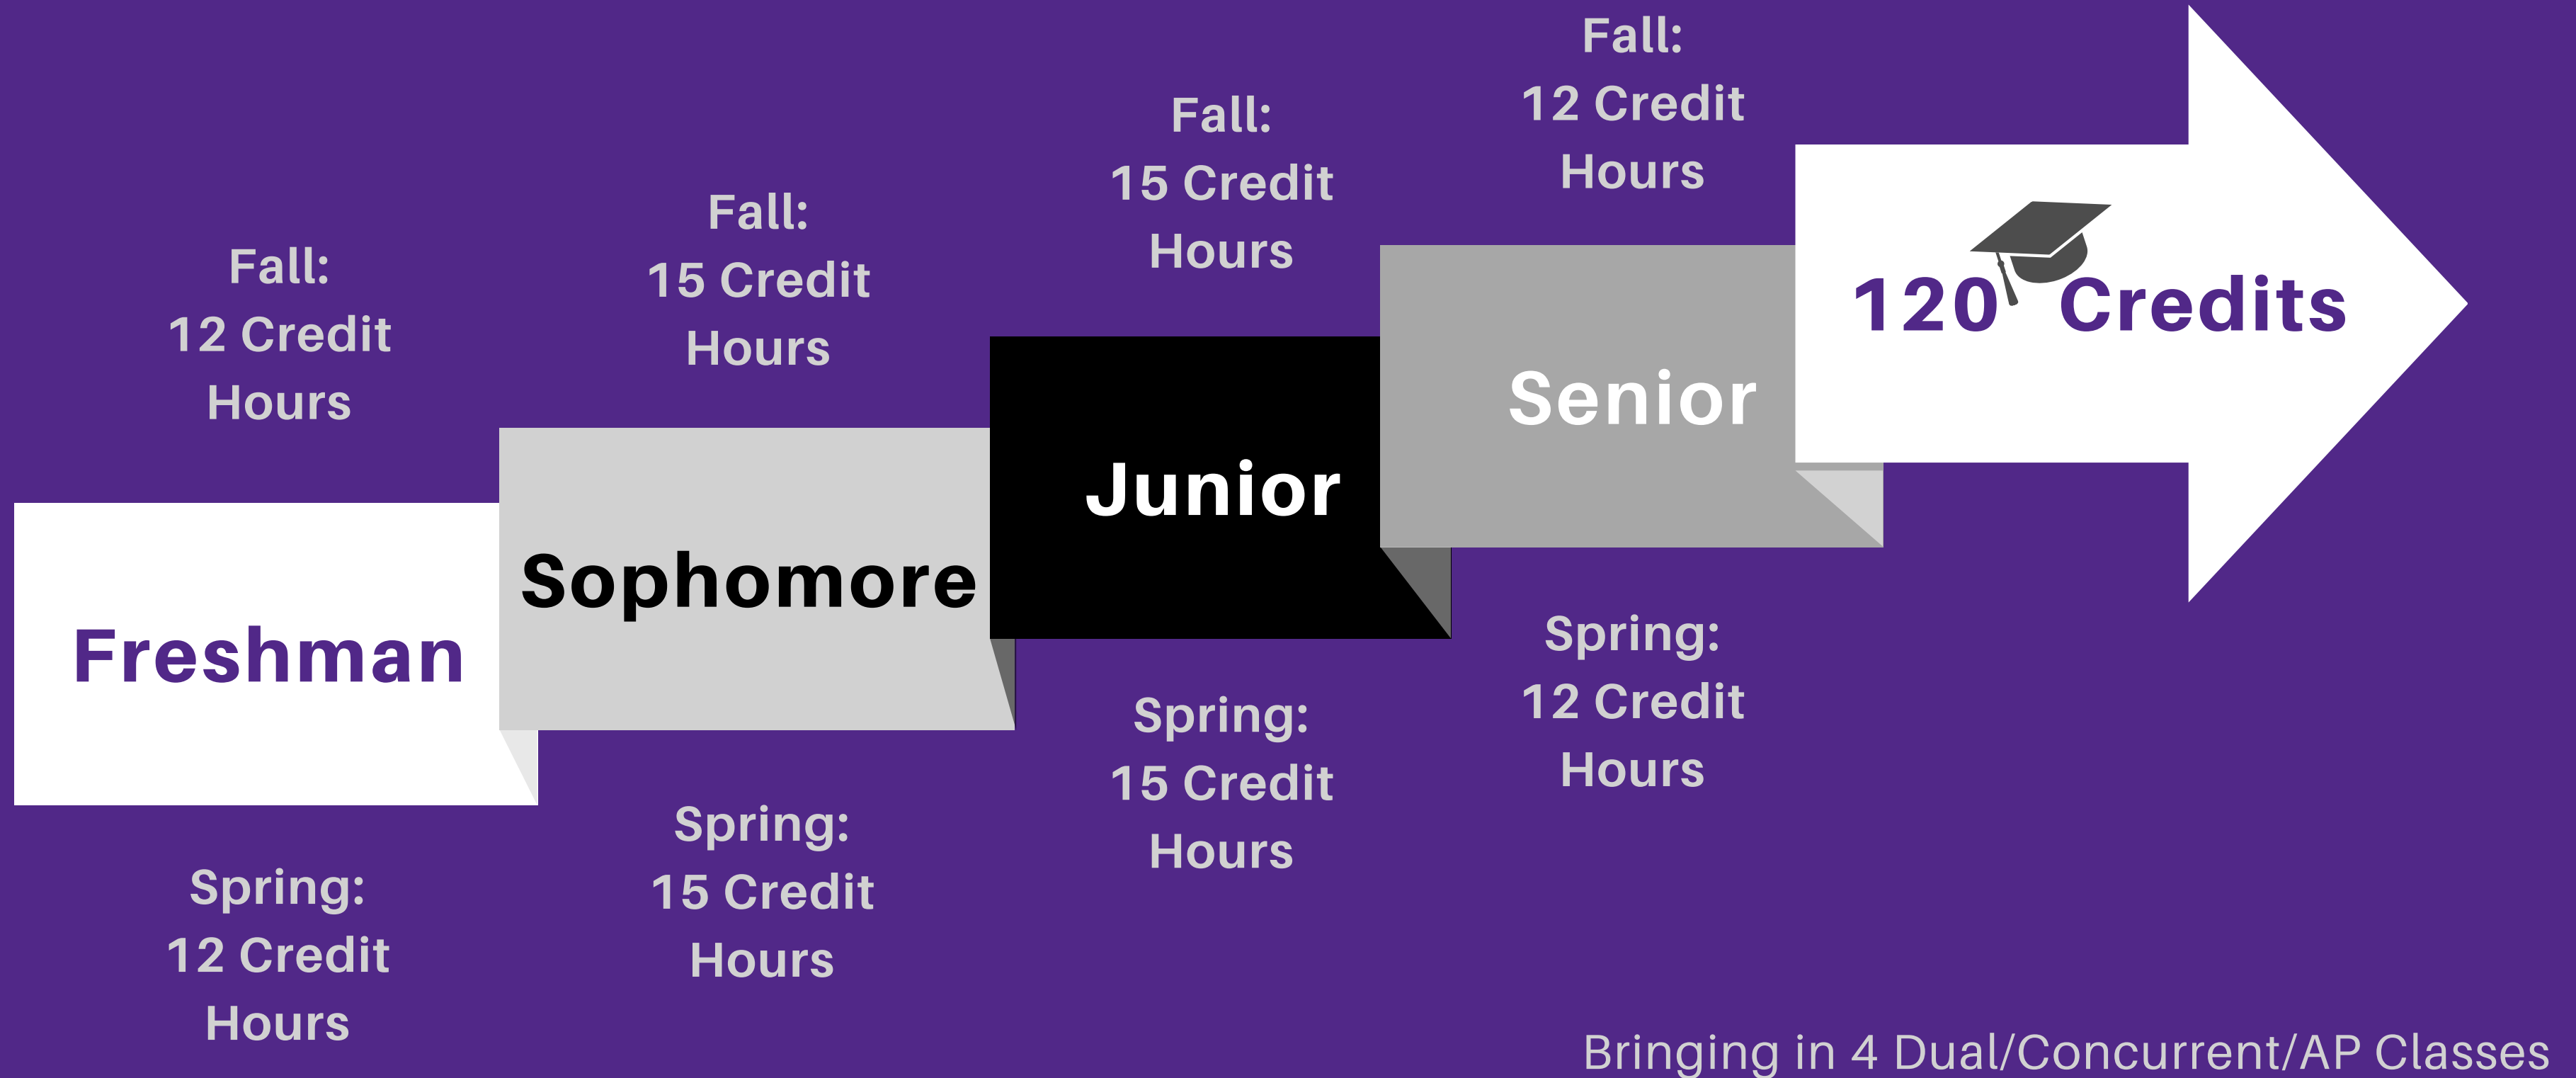 Fall:
12 Credit
Hours
Freshman
Spring:
12 Credit
Hours
Fall:
15 Credit
Hours
Sophomore
Spring:
15 Credit
Hours
Fall:
15 Credit
Hours
Junior
Spring:
15 Credit
Hours
Fall:
12 Credit
Hours
Senior
Spring:
12 Credit
Hours
120 Credits
Bringing in 4 Dual/Concurrent/AP Classes